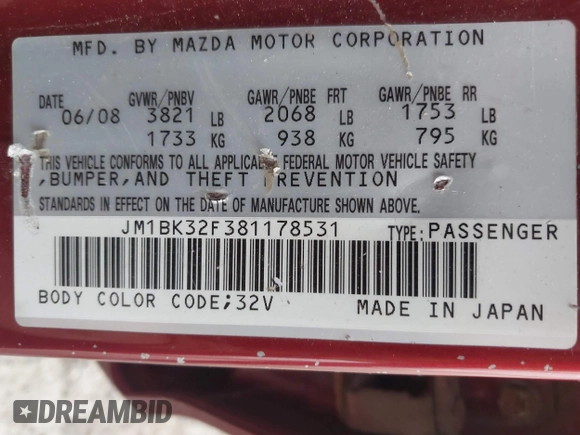 MFD. BY MAZDA MOTOR CORPORATION
DATE GVWR/PNBV GAWR/PNBE FRT GAWR/PNBE RR
06/08 3821 LB 2068 LB 1753 LB
1733 KG 938 KG 795 KG
THIS VEHICLE CONFORMS TO ALL FEDERAL MOTOR VEHICLE SAFETY
,BUMPER,AND THEFT PREVENTION
STANDARDS IN EFFECT ON THE DATE OF MANUFACTURE SHOWN ABOVE.
JM1BK32F381178531 TYPE:PASSENGER
BODY COLOR CODE;32V MADE IN JAPAN
DREAMBID